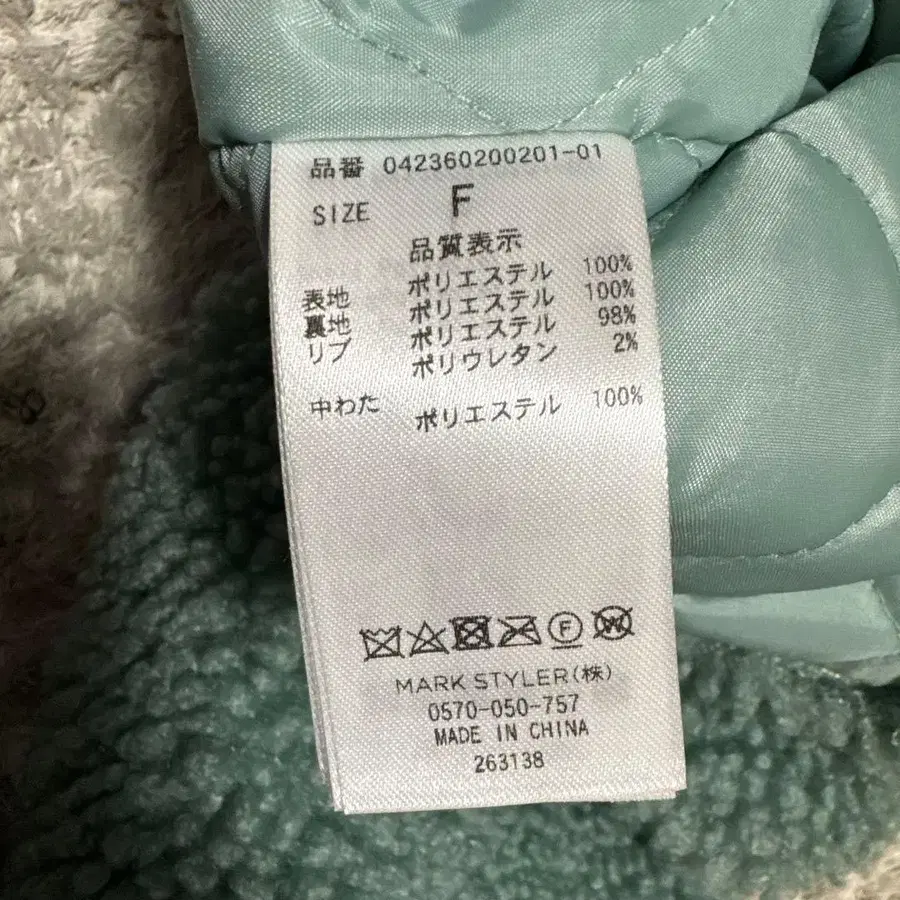 品番 042360200201-01
SIZE F
品質表示
表地 ポリエステル 100%
裏地 ポリエステル 100%
リブ ポリエステル 98%
ポリウレタン 2%
中わた ポリエステル 100%
F W
MARK STYLER(株)
0570-050-757
MADE IN CHINA
263138